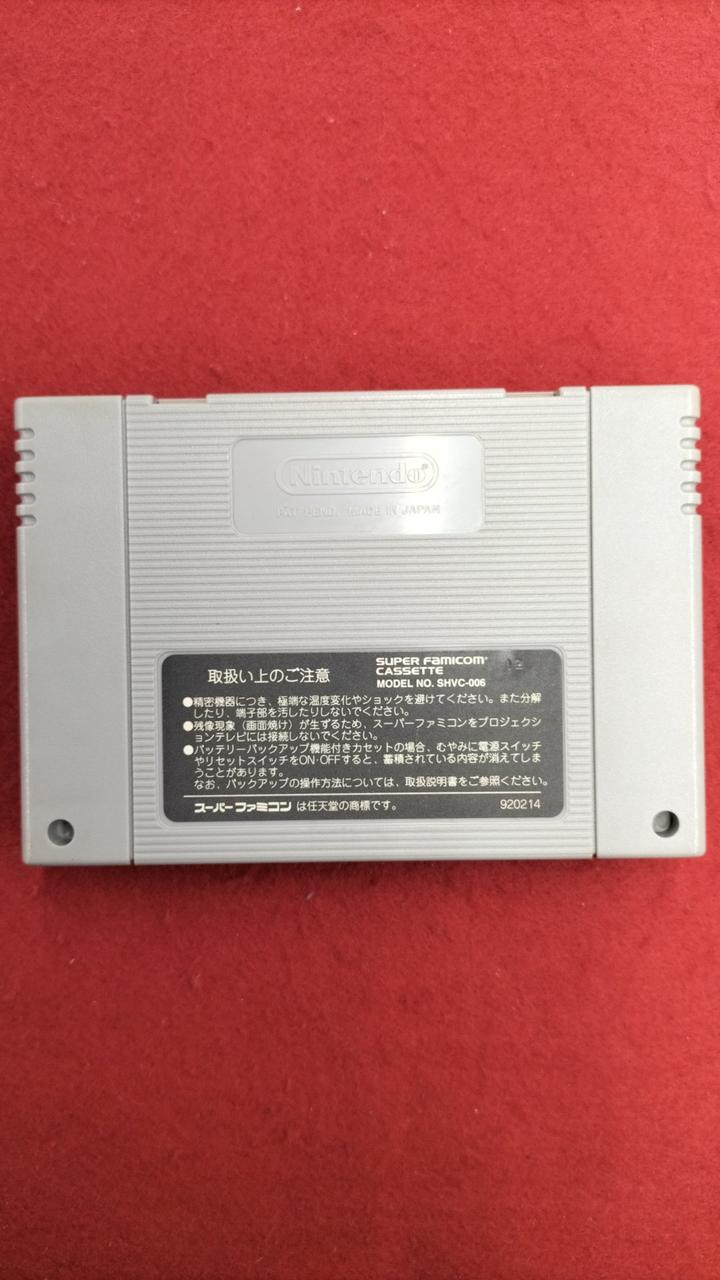 Nintendo®
PAT. PEND. MADE IN JAPAN
取扱い上のご注意
SUPER FAMICOM®
CASSETTE
MODEL NO. SHVC-006
●精密機器につき、極端な温度変化やショックを避けてください。また分解
したり、端子部を汚したりしないでください。
●残像現象(画面焼け)が生ずるため、スーパーファミコンをプロジェクシ
ョンテレビには接続しないでください。
●バッテリーバックアップ機能付きカセットの場合、むやみに電源スイッチ
やリセットスイッチをON·OFFすると、蓄積されている内容が消えてしま
うことがあります。
なお、バックアップの操作方法については、取扱説明書をご参照ください。
スーパーファミコン は任天堂の商標です。
920214